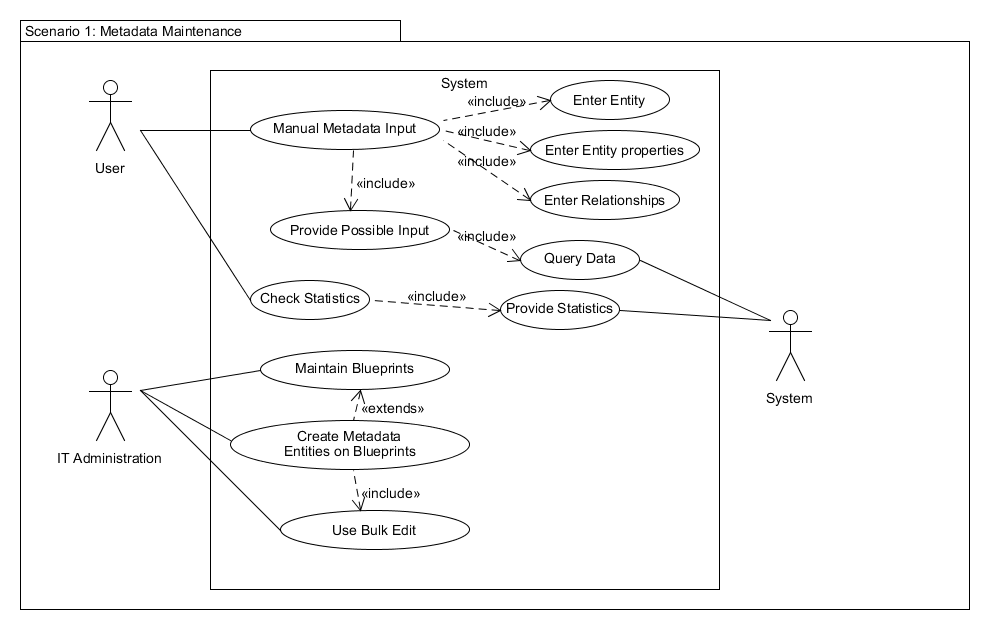 Scenario 1: Metadata Maintenance
System
«include»
Enter Entity
Manual Metadata Input
«include»
Enter Entity properties
«include»
User
«include»
Enter Relationships
Provide Possible Input
«include»
Query Data
Check Statistics
«include»
Provide Statistics
Maintain Blueprints
System
«extends»
Create Metadata
Entities on Blueprints
IT Administration
«include»
Use Bulk Edit